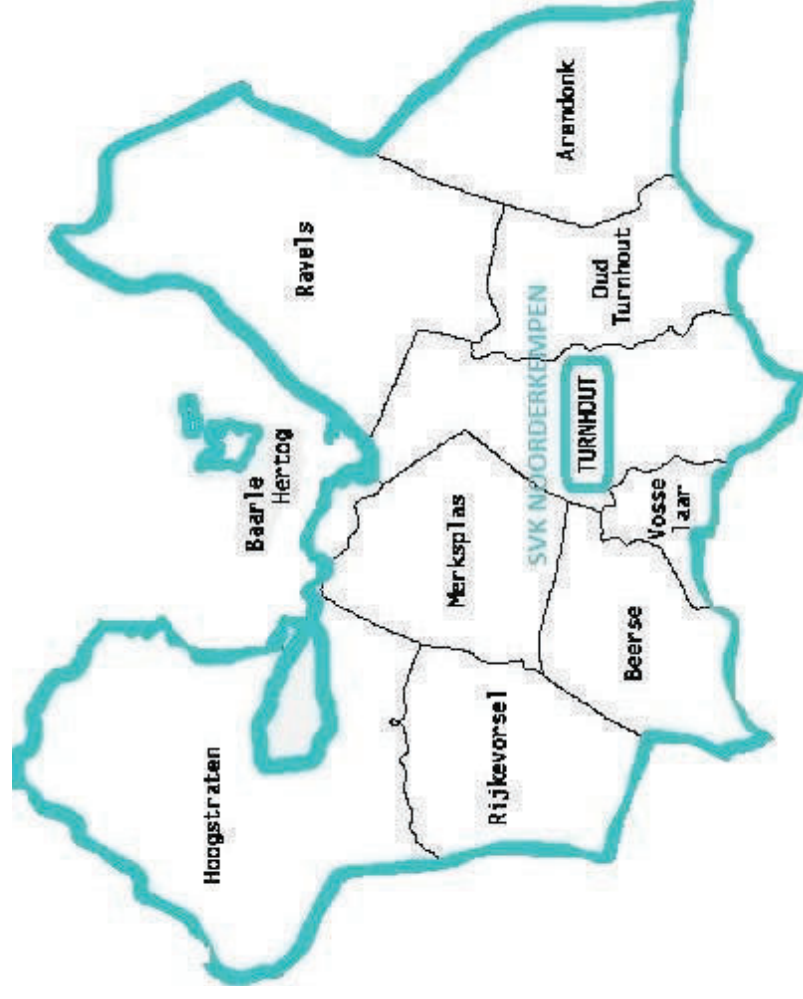 Hoogstraten
Baarle
Hertog
Ravels
Merksplas
Rijkevorsel
SVK NOORDERKEMPEN
Arendonk
TURNHOUT
Oud
Turnhout
Beerse
Vosse
laar